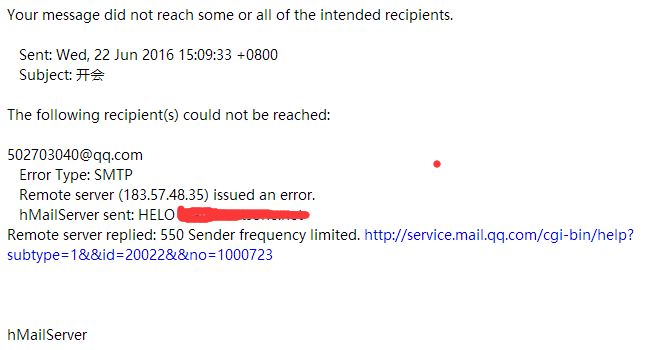 Your message did not reach some or all of the intended recipients.
Sent: Wed, 22 Jun 2016 15:09:33 +0800
Subject: 开会
The following recipient(s) could not be reached:
502703040@qq.com
Error Type: SMTP
Remote server (183.57.48.35) issued an error.
hMailServer sent: HELO
Remote server replied: 550 Sender frequency limited. http://service.mail.qq.com/cgi-bin/help?
subtype=1&&id=20022&&no=1000723
hMailServer